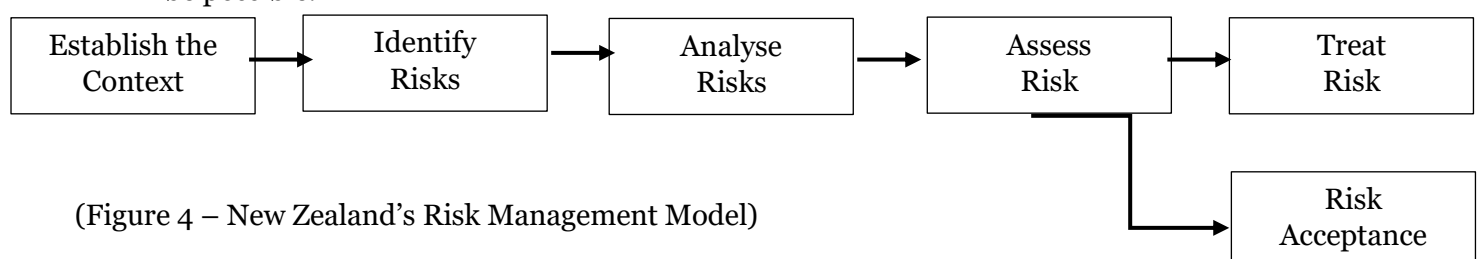 Establish the
Context
Identify
Risks
Analyse
Risks
Assess
Risk
Treat
Risk
(Figure 4 – New Zealand's Risk Management Model)
Risk
Acceptance